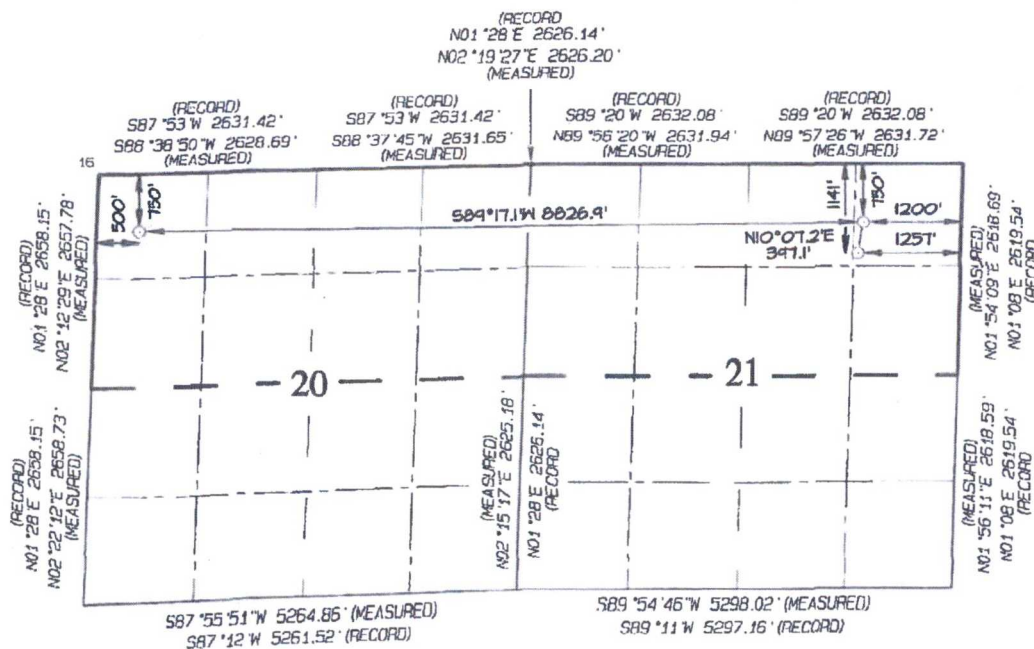 (RECORD
N01°28'E 2626.14'
N02°19'27"E 2626.20'
(MEASURED)
(RECORD)
S87°53'W 2631.42'
S88°38'50"W 2628.69'
(MEASURED)
(RECORD)
S87°53'W 2631.42'
S88°37'45"W 2631.65'
(MEASURED)
(RECORD)
S89°20'W 2632.08'
N89°56'20"W 2631.94'
(MEASURED)
(RECORD)
S89°20'W 2632.08'
N89°57'26"W 2631.72'
(MEASURED)
16
500'
750'
S89°17.1'W 8826.9'
1141'
750'
1200'
N10°07.2'E
397.1'
1257'
(RECORD)
N01°28'E 2658.15'
N02°12'29"E 2657.78'
(MEASURED)
(MEASURED)
N01°54'09"E 2618.69'
N01°08'E 2619.54'
(RECORD
20
21
(RECORD)
N01°28'E 2658.15'
N02°22'12"E 2658.73'
(MEASURED)
(MEASURED)
N02°15'17"E 2625.18'
N01°28'E 2626.14'
(RECORD
(MEASURED)
N01°56'11"E 2618.59'
N01°08'E 2619.54'
(RECORD
S87°55'51"W 5264.86' (MEASURED)
S87°12'W 5261.52' (RECORD)
S89°54'46"W 5298.02' (MEASURED)
S89°11'W 5297.16' (RECORD)